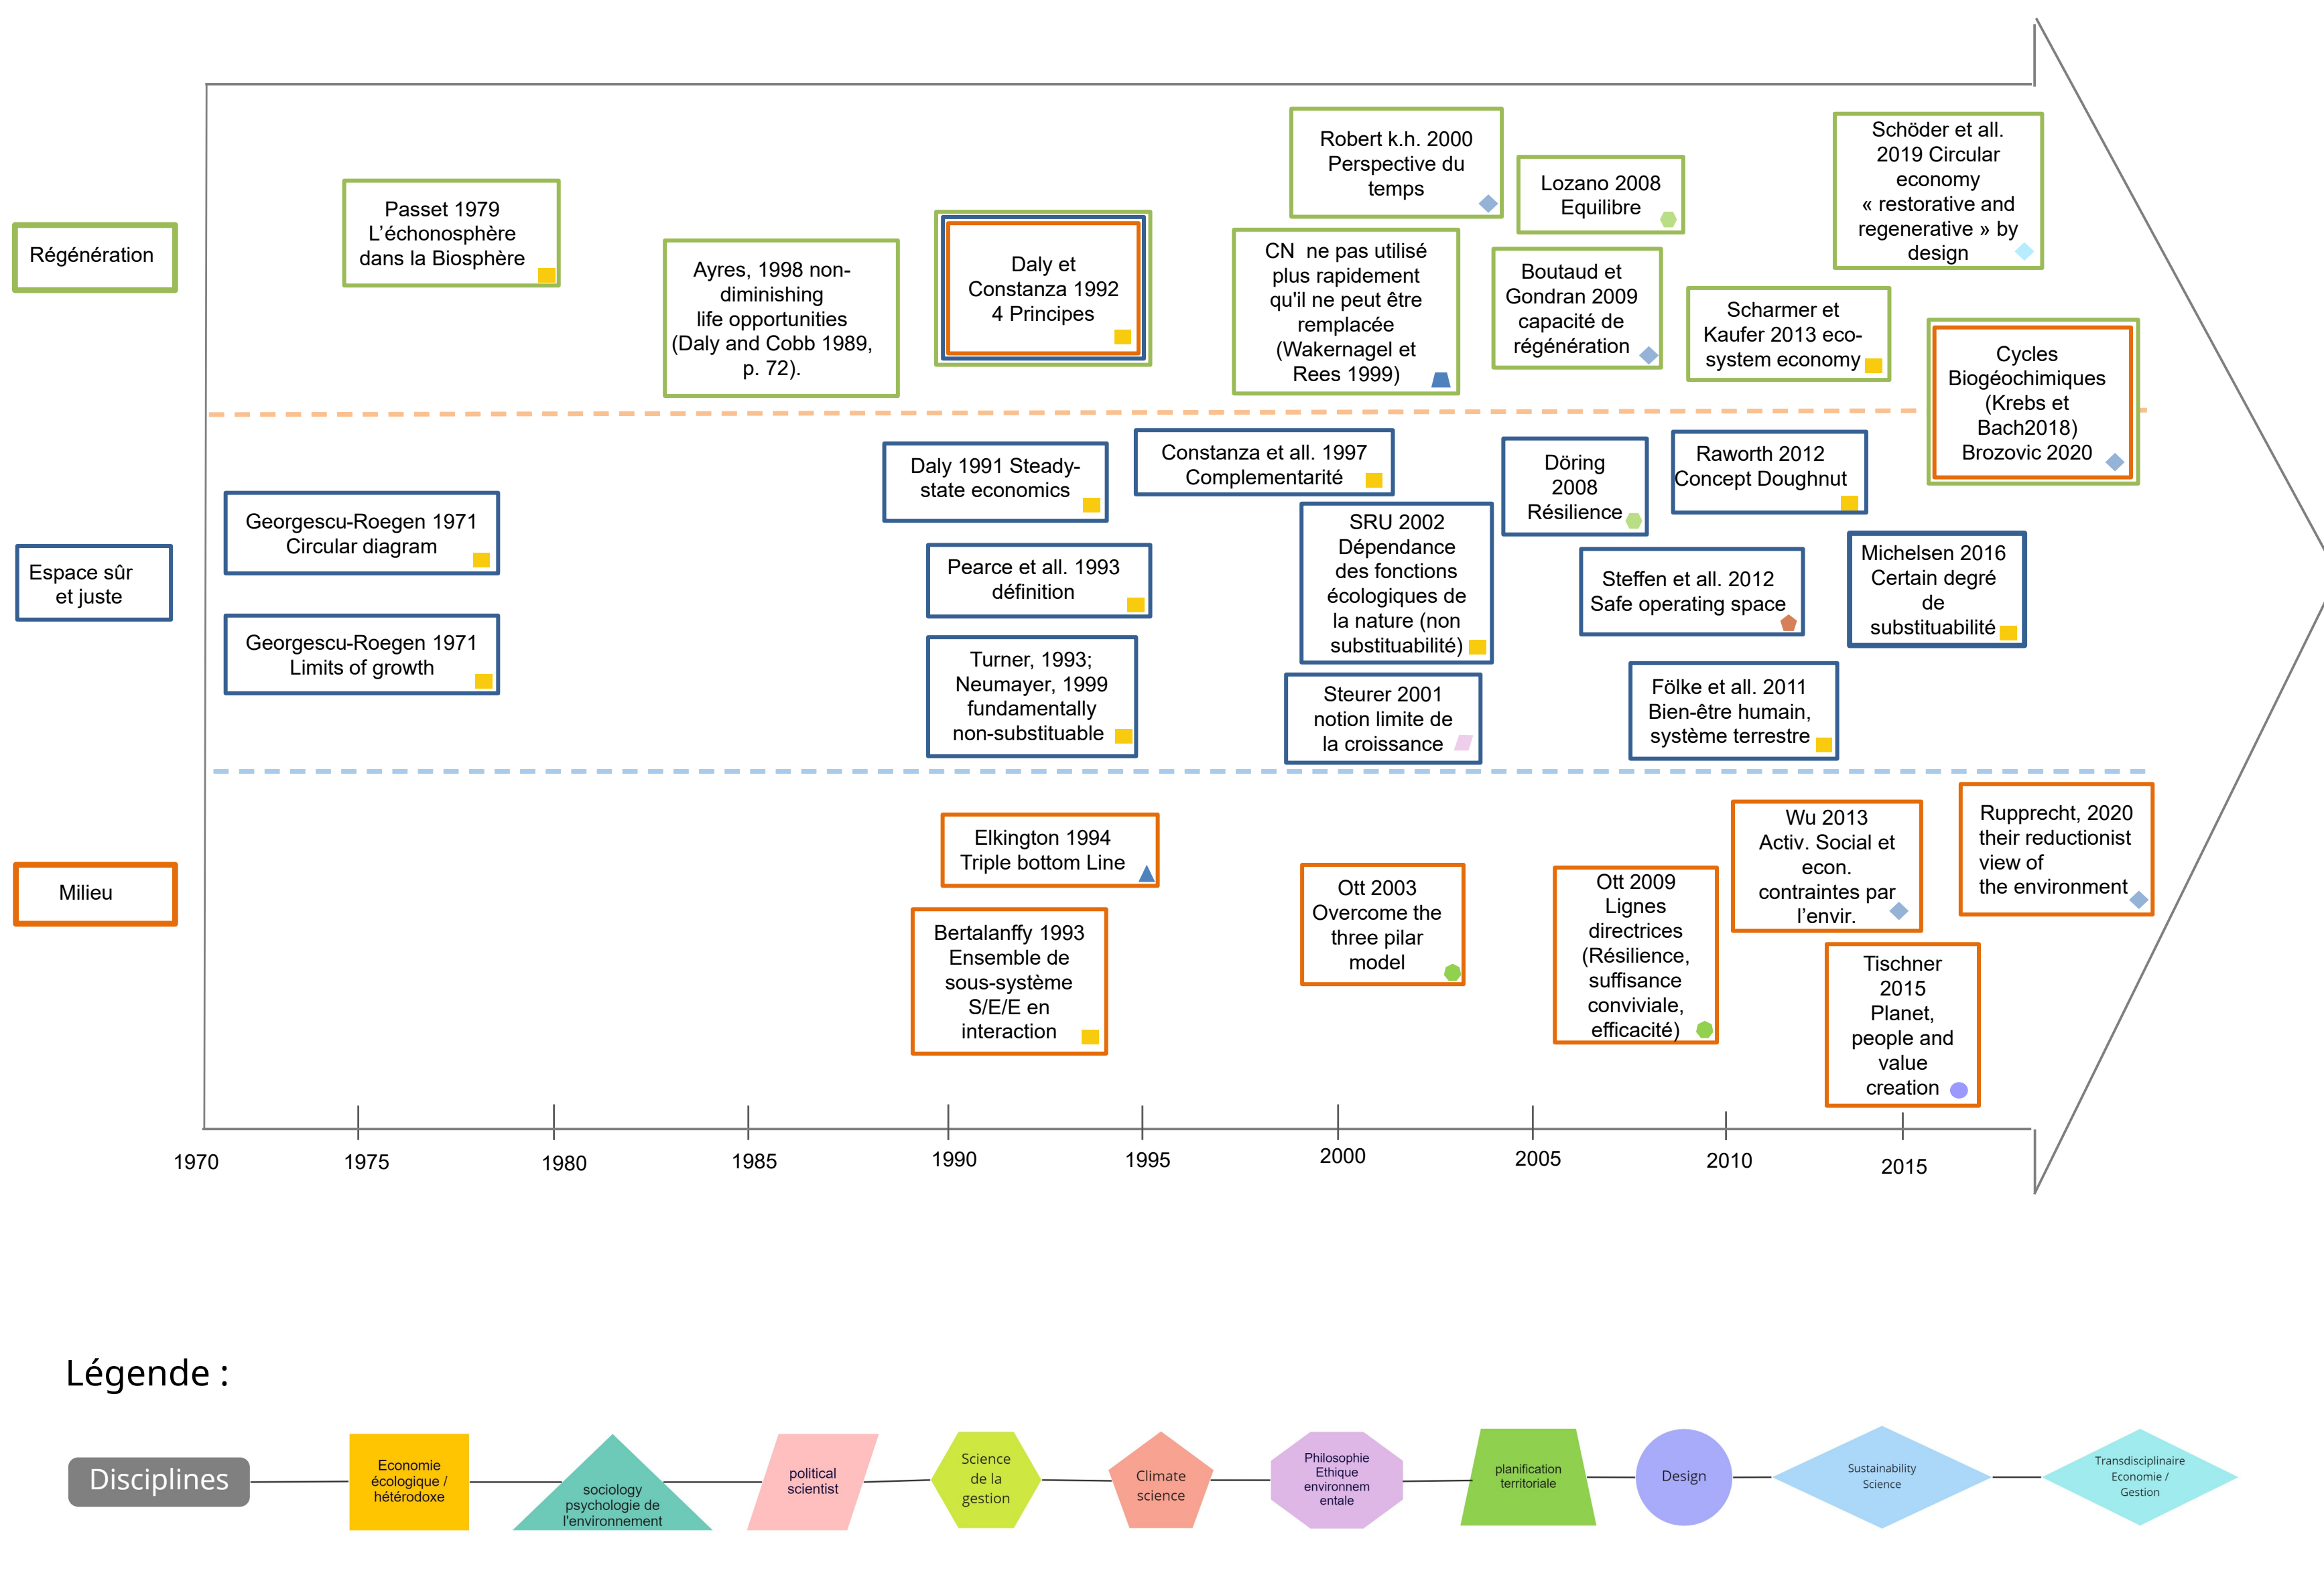 Régénération
Passet 1979
L'échonosphère
dans la Biosphère
Ayres, 1998 non-
diminishing
life opportunities
(Daly and Cobb 1989,
p. 72).
Daly et
Constanza 1992
4 Principes
Robert k.h. 2000
Perspective du
temps
CN  ne pas utilisé
plus rapidement
qu'il ne peut être
remplacée
(Wakernagel et
Rees 1999)
Lozano 2008
Equilibre
Boutaud et
Gondran 2009
capacité de
régénération
Scharmer et
Kaufer 2013 eco-
system economy
Schöder et all.
2019 Circular
economy
« restorative and
regenerative » by
design
Cycles
Biogéochimiques
(Krebs et
Bach2018)
Brozovic 2020
Espace sûr
et juste
Georgescu-Roegen 1971
Circular diagram
Georgescu-Roegen 1971
Limits of growth
Daly 1991 Steady-
state economics
Pearce et all. 1993
définition
Turner, 1993;
Neumayer, 1999
fundamentally
non-substituable
Constanza et all. 1997
Complementarité
SRU 2002
Dépendance
des fonctions
écologiques de
la nature (non
substituabilité)
Steurer 2001
notion limite de
la croissance
Döring
2008
Résilience
Raworth 2012
Concept Doughnut
Steffen et all. 2012
Safe operating space
Fölke et all. 2011
Bien-être humain,
système terrestre
Michelsen 2016
Certain degré
de
substituabilité
Milieu
Elkington 1994
Triple bottom Line
Bertalanffy 1993
Ensemble de
sous-système
S/E/E en
interaction
Ott 2003
Overcome the
three pilar
model
Ott 2009
Lignes
directrices
(Résilience,
suffisance
conviviale,
efficacité)
Wu 2013
Activ. Social et
econ.
contraintes par
l'envir.
Tischner
2015
Planet,
people and
value
creation
Rupprecht, 2020
their reductionist
view of
the environment
1970
1975
1980
1985
1990
1995
2000
2005
2010
2015
Légende :
Disciplines
Economie
écologique /
hétérodoxe
sociology
psychologie de
l'environnement
political
scientist
Science
de la
gestion
Climate
science
Philosophie
Ethique
environnem
entale
planification
territoriale
Design
Sustainability
Science
Transdisciplinaire
Economie /
Gestion